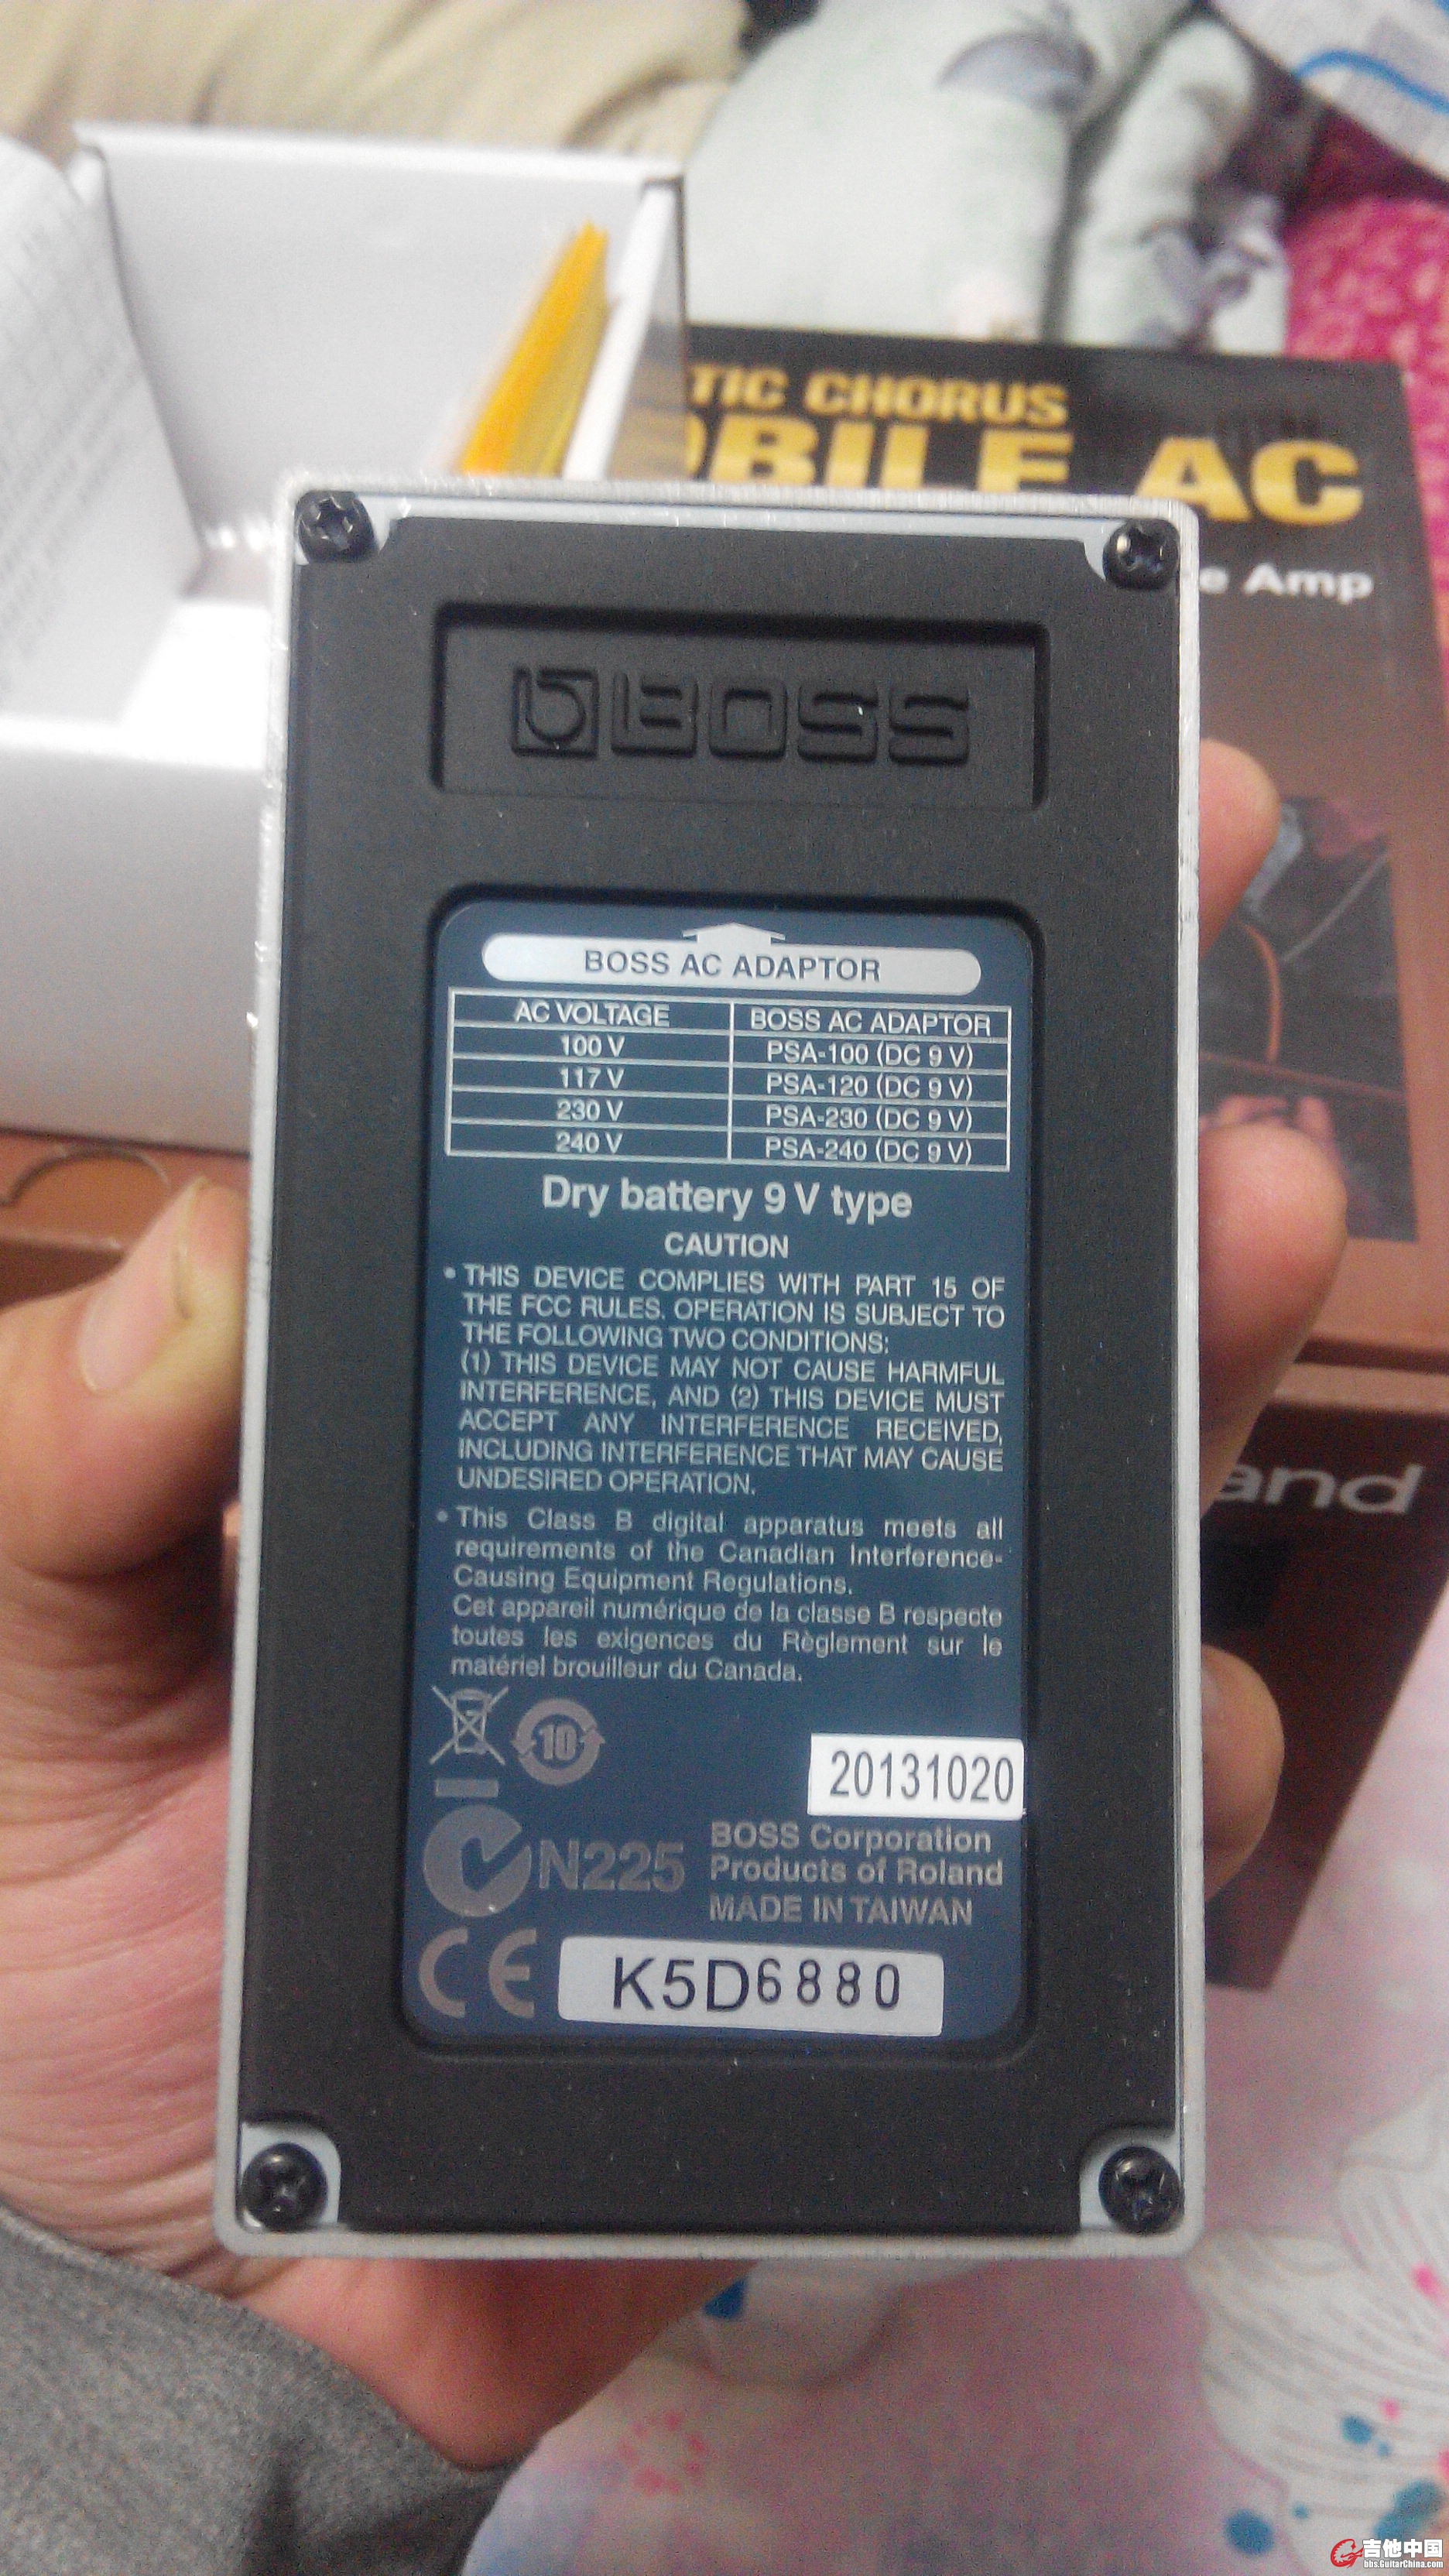 TIC CHORUS
BILE AC
e Amp
BOSS
BOSS AC ADAPTOR
AC VOLTAGE BOSS AC ADAPTOR
100 V PSA-100 (DC 9 V)
117 V PSA-120 (DC 9 V)
230 V PSA-230 (DC 9 V)
240 V PSA-240 (DC 9 V)
Dry battery 9 V type
CAUTION
• THIS DEVICE COMPLIES WITH PART 15 OF
THE FCC RULES. OPERATION IS SUBJECT TO
THE FOLLOWING TWO CONDITIONS:
(1) THIS DEVICE MAY NOT CAUSE HARMFUL
INTERFERENCE, AND (2) THIS DEVICE MUST
ACCEPT ANY INTERFERENCE RECEIVED,
INCLUDING INTERFERENCE THAT MAY CAUSE
UNDESIRED OPERATION.
• This Class B digital apparatus meets all
requirements of the Canadian Interference-
Causing Equipment Regulations.
Cet appareil numérique de la classe B respecte
toutes les exigences du Règlement sur le
matériel brouilleur du Canada.
10
20131020
N225
BOSS Corporation
Products of Roland
MADE IN TAIWAN
CE
K5D6880
and
吉他中国
bbs.GuitarChina.com